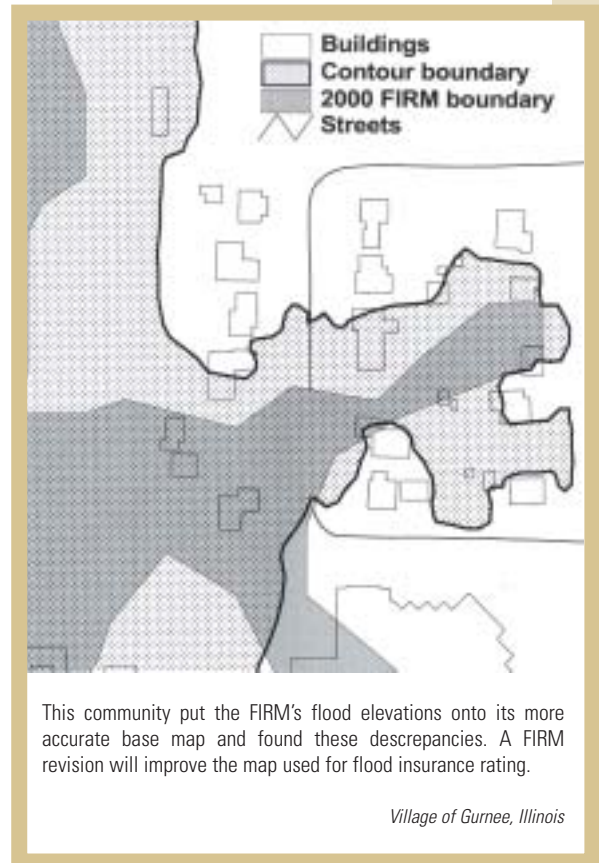 Buildings
Contour boundary
2000 FIRM boundary
Streets
This community put the FIRM's flood elevations onto its more
accurate base map and found these descrepancies. A FIRM
revision will improve the map used for flood insurance rating.
Village of Gurnee, Illinois